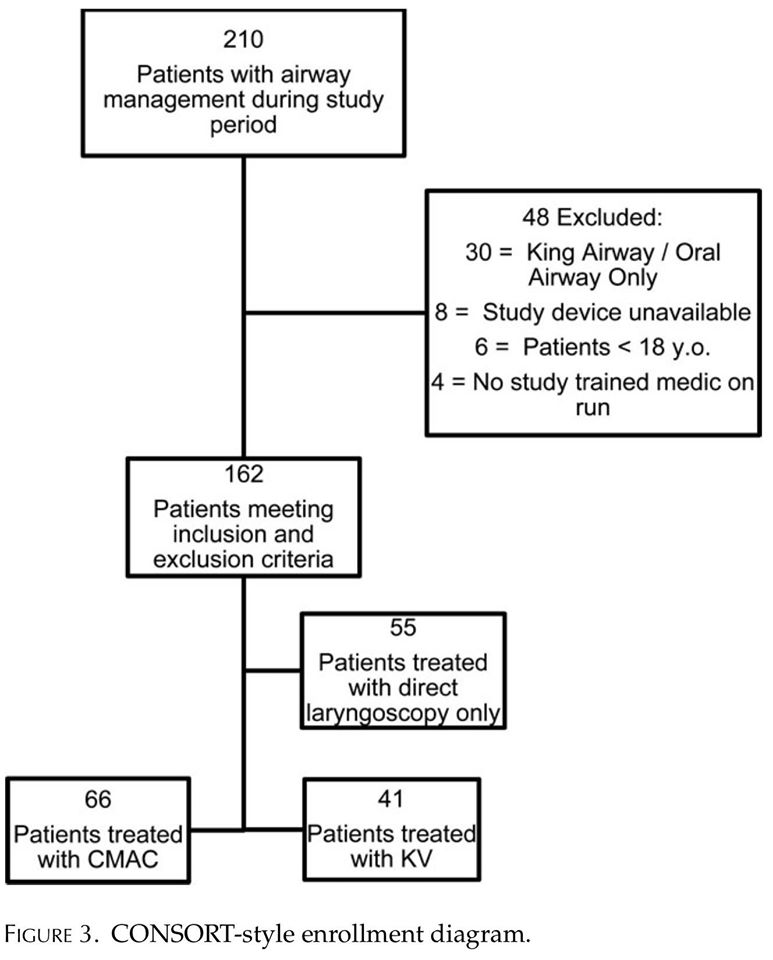 210
Patients with airway
management during study
period
48 Excluded:
30 = King Airway / Oral
Airway Only
8 = Study device unavailable
6 = Patients < 18 y.o.
4 = No study trained medic on
run
162
Patients meeting
inclusion and
exclusion criteria
55
Patients treated
with direct
laryngoscopy only
66
Patients treated
with CMAC
41
Patients treated
with KV
FIGURE 3. CONSORT-style enrollment diagram.